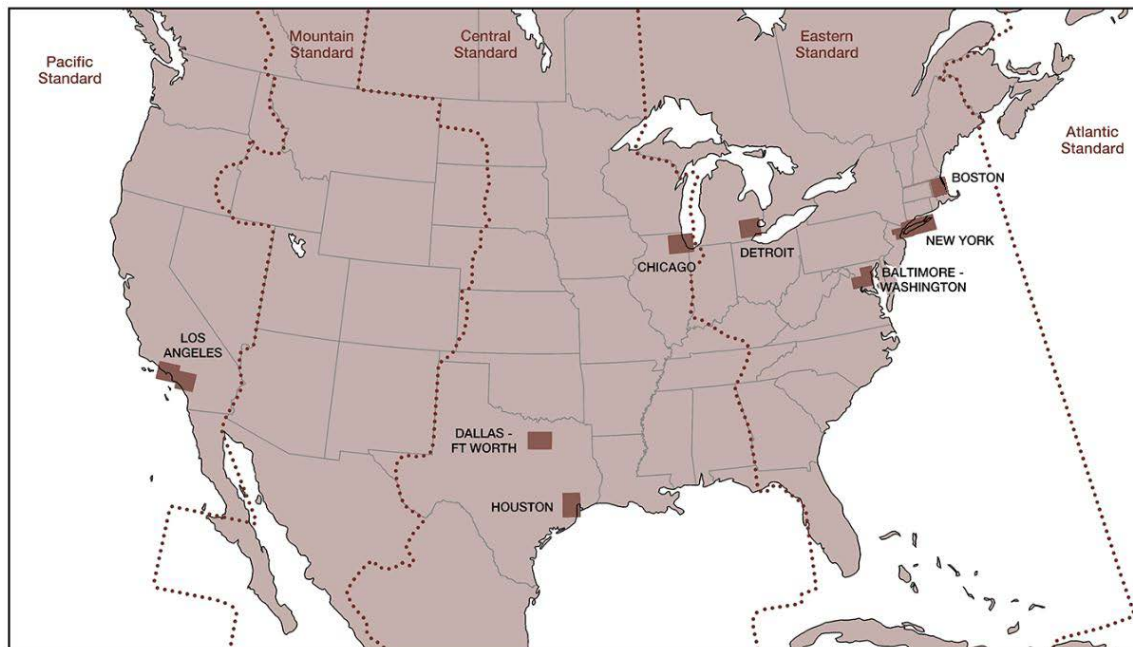 Pacific
Standard
Mountain
Standard
Central
Standard
Eastern
Standard
Atlantic
Standard
BOSTON
NEW YORK
DETROIT
CHICAGO
BALTIMORE -
WASHINGTON
LOS
ANGELES
DALLAS -
FT WORTH
HOUSTON